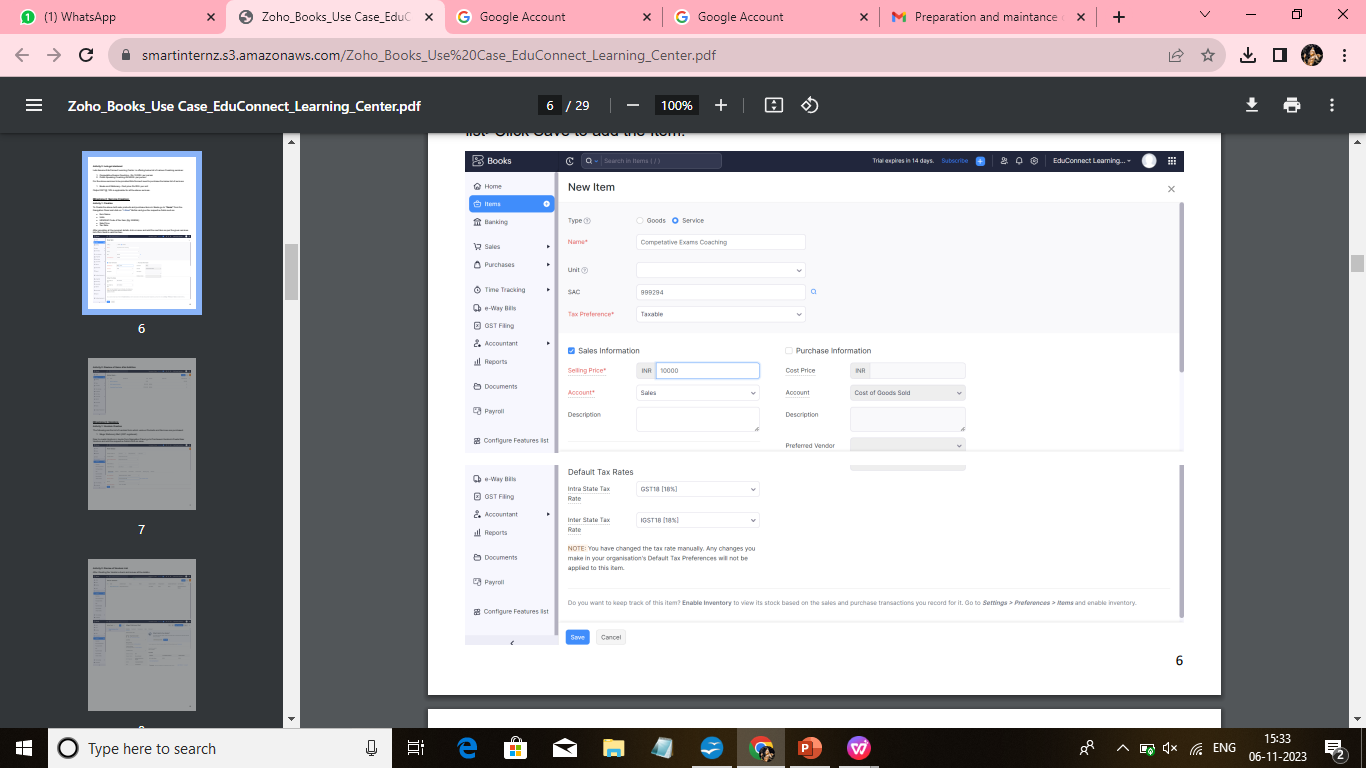 (1) WhatsApp
Zoho_Books_Use Case_EduC
Google Account
Google Account
Preparation and maintance
smartinternz.s3.amazonaws.com/Zoho_Books_Use%20Case_EduConnect_Learning_Center.pdf
Zoho_Books_Use Case_EduConnect_Learning_Center.pdf
6 / 29
100%
6
7
list- Click Save to add the item.
Books
Search in Items ( / )
Trial expires in 14 days.
Subscribe
EduConnect Learning...
Home
Items
Banking
Sales
Purchases
Time Tracking
e-Way Bills
GST Filing
Accountant
Reports
Documents
Payroll
Configure Features list
New Item
Type
Goods
Service
Name*
Competative Exams Coaching
Unit
SAC
999294
Tax Preference*
Taxable
Sales Information
Purchase Information
Selling Price*
INR
10000
Cost Price
INR
Account*
Sales
Account
Cost of Goods Sold
Description
Description
Preferred Vendor
e-Way Bills
GST Filing
Accountant
Reports
Documents
Payroll
Configure Features list
Default Tax Rates
Intra State Tax
Rate
GST18 [18%]
Inter State Tax
Rate
IGST18 [18%]
NOTE: You have changed the tax rate manually. Any changes you
make in your organisation's Default Tax Preferences will not be
applied to this item.
Do you want to keep track of this item? Enable Inventory to view its stock based on the sales and purchase transactions you record for it. Go to Settings > Preferences > Items and enable inventory.
Save
Cancel
6
Type here to search
ENG
15:33
06-11-2023
2